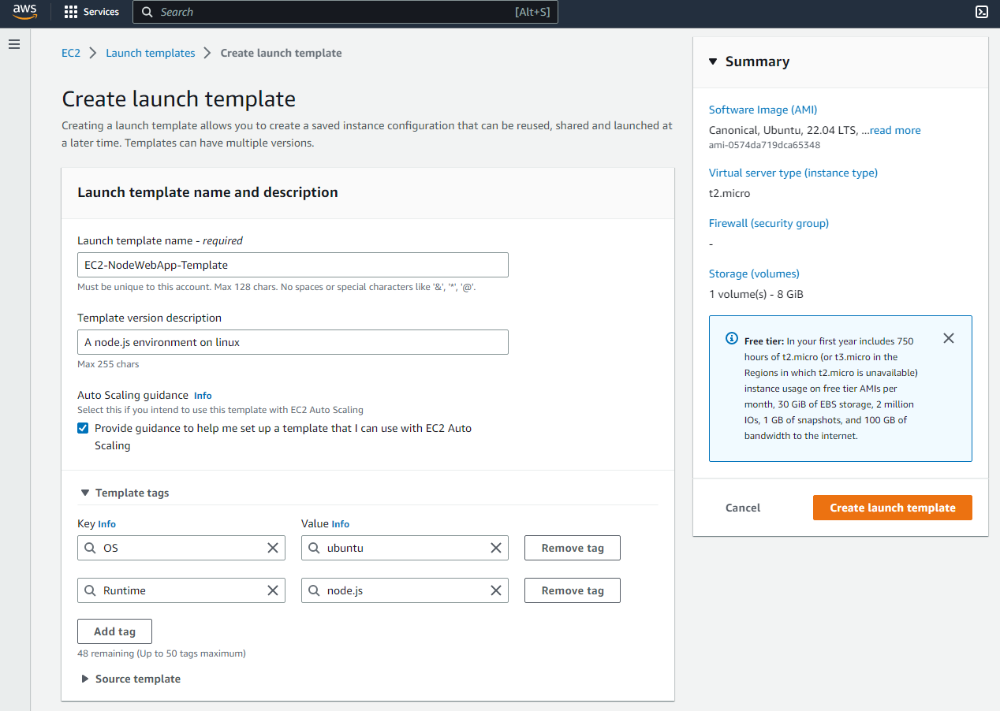 aws
Services
Search
[Alt+S]
EC2 > Launch templates > Create launch template
Create launch template
Creating a launch template allows you to create a saved instance configuration that can be reused, shared and launched at
a later time. Templates can have multiple versions.
Launch template name and description
Launch template name - required
EC2-NodeWebApp-Template
Must be unique to this account. Max 128 chars. No spaces or special characters like '&', '*', '@'.
Template version description
A node.js environment on linux
Max 255 chars
Auto Scaling guidance Info
Select this if you intend to use this template with EC2 Auto Scaling
Provide guidance to help me set up a template that I can use with EC2 Auto
Scaling
Template tags
Key Info
Value Info
OS
ubuntu
Remove tag
Runtime
node.js
Remove tag
Add tag
48 remaining (Up to 50 tags maximum)
Source template
Summary
Software Image (AMI)
Canonical, Ubuntu, 22.04 LTS, ...read more
ami-0574da719dca65348
Virtual server type (instance type)
t2.micro
Firewall (security group)
-
Storage (volumes)
1 volume(s) - 8 GiB
Free tier: In your first year includes 750
hours of t2.micro (or t3.micro in the
Regions in which t2.micro is unavailable)
instance usage on free tier AMIs per
month, 30 GiB of EBS storage, 2 million
IOs, 1 GB of snapshots, and 100 GB of
bandwidth to the internet.
Cancel
Create launch template